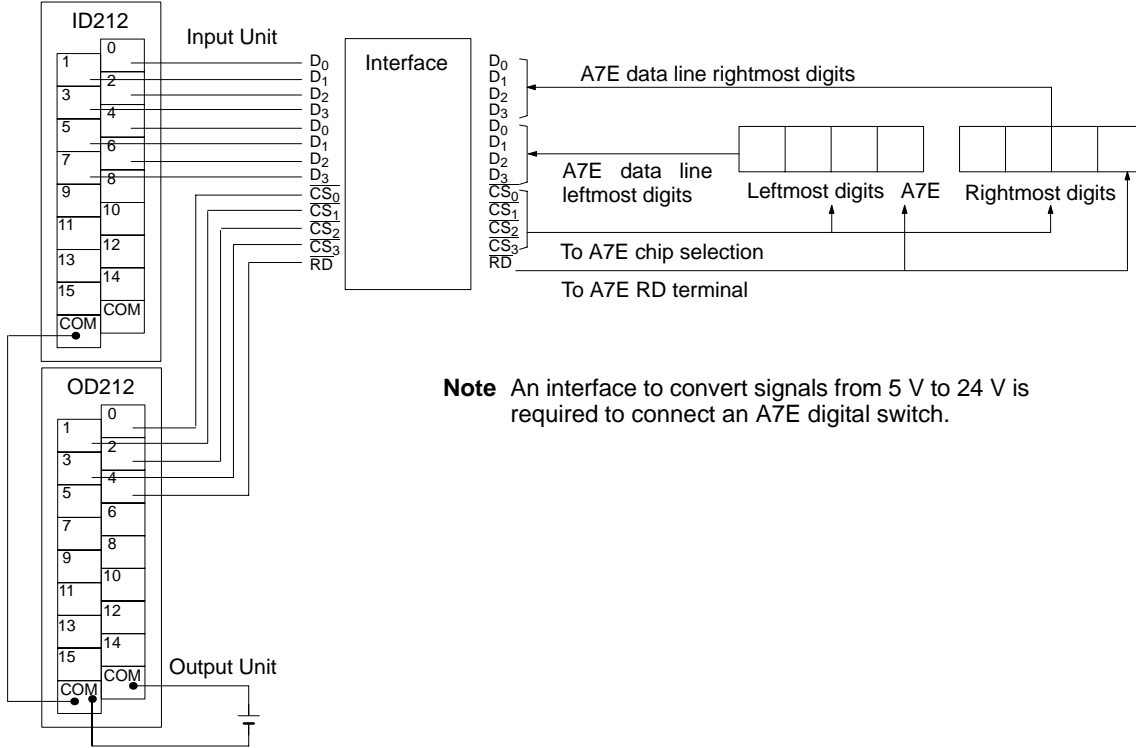 ID212
Input Unit
0
1
2
3
4
5
6
7
8
9
10
11
12
13
14
15
COM
COM
D0
D1
D2
D3
D0
D1
D2
D3
CS0
CS1
CS2
CS3
RD
Interface
D0
D1
D2
D3
D0
D1
D2
D3
CS0
CS1
CS2
CS3
RD
A7E data line rightmost digits
A7E data line
leftmost digits
Leftmost digits A7E Rightmost digits
To A7E chip selection
To A7E RD terminal
OD212
0
1
2
3
4
5
6
7
8
9
10
11
12
13
14
15
COM
COM
Output Unit
Note An interface to convert signals from 5 V to 24 V is
required to connect an A7E digital switch.